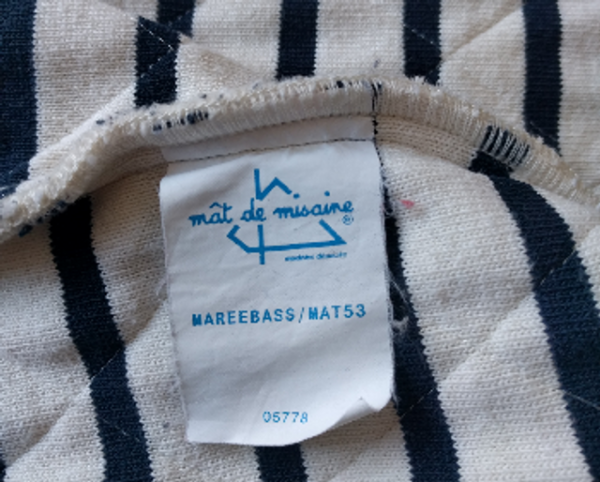 mât de misaine
®
MAREEBASS/MAT53
05778